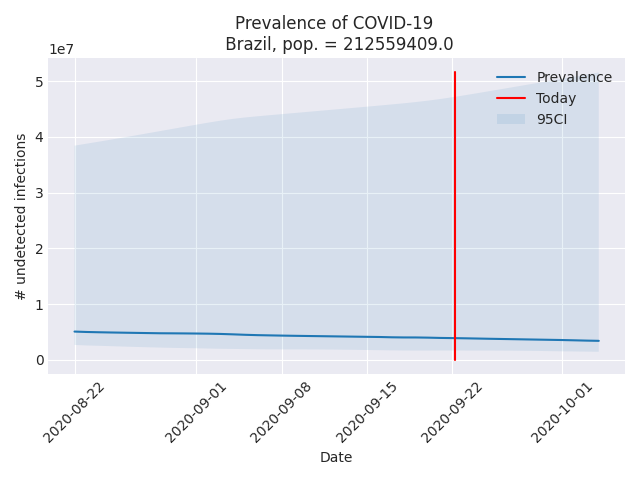 Prevalence of COVID-19
Brazil, pop. = 212559409.0
1e7
Prevalence
Today
95CI
5
4
3
2
1
0
# undetected infections
2020-08-22
2020-09-01
2020-09-08
2020-09-15
2020-09-22
2020-10-01
Date